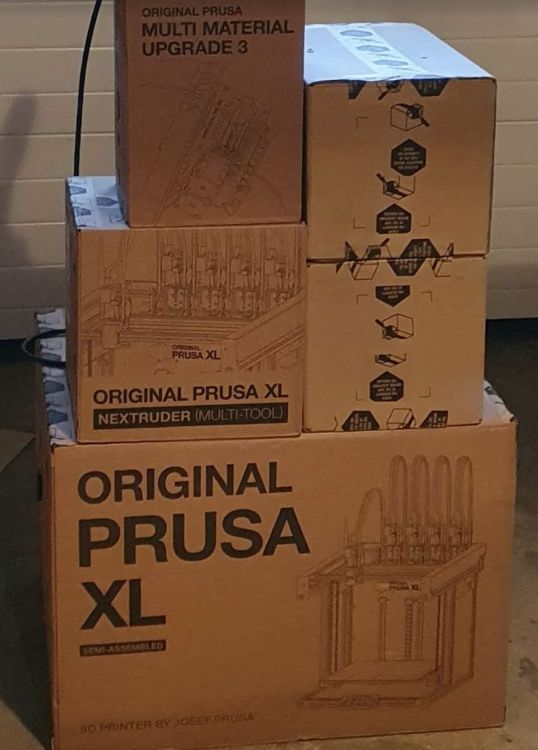 ORIGINAL PRUSA
MULTI MATERIAL
UPGRADE 3
ORIGINAL
PRUSA XL
ORIGINAL PRUSA XL
NEXTRUDER (MULTI-TOOL)
ORIGINAL
PRUSA
XL
SEMI-ASSEMBLED
PRUSA XL
3D PRINTER BY JOSEF PRUSA